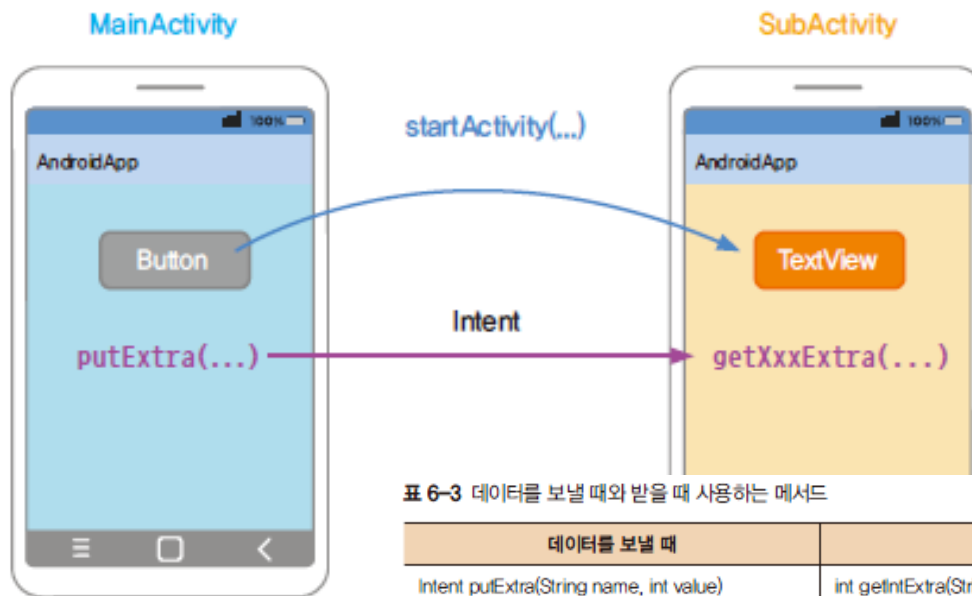 MainActivity
SubActivity
100%
AndroidApp
Button
putExtra(...)
startActivity(...)
Intent
100%
AndroidApp
TextView
getXxxExtra(...)
표 6-3 데이터를 보낼 때와 받을 때 사용하는 메서드
데이터를 보낼 때
Intent putExtra(String name, int value)
int getIntExtra(Str